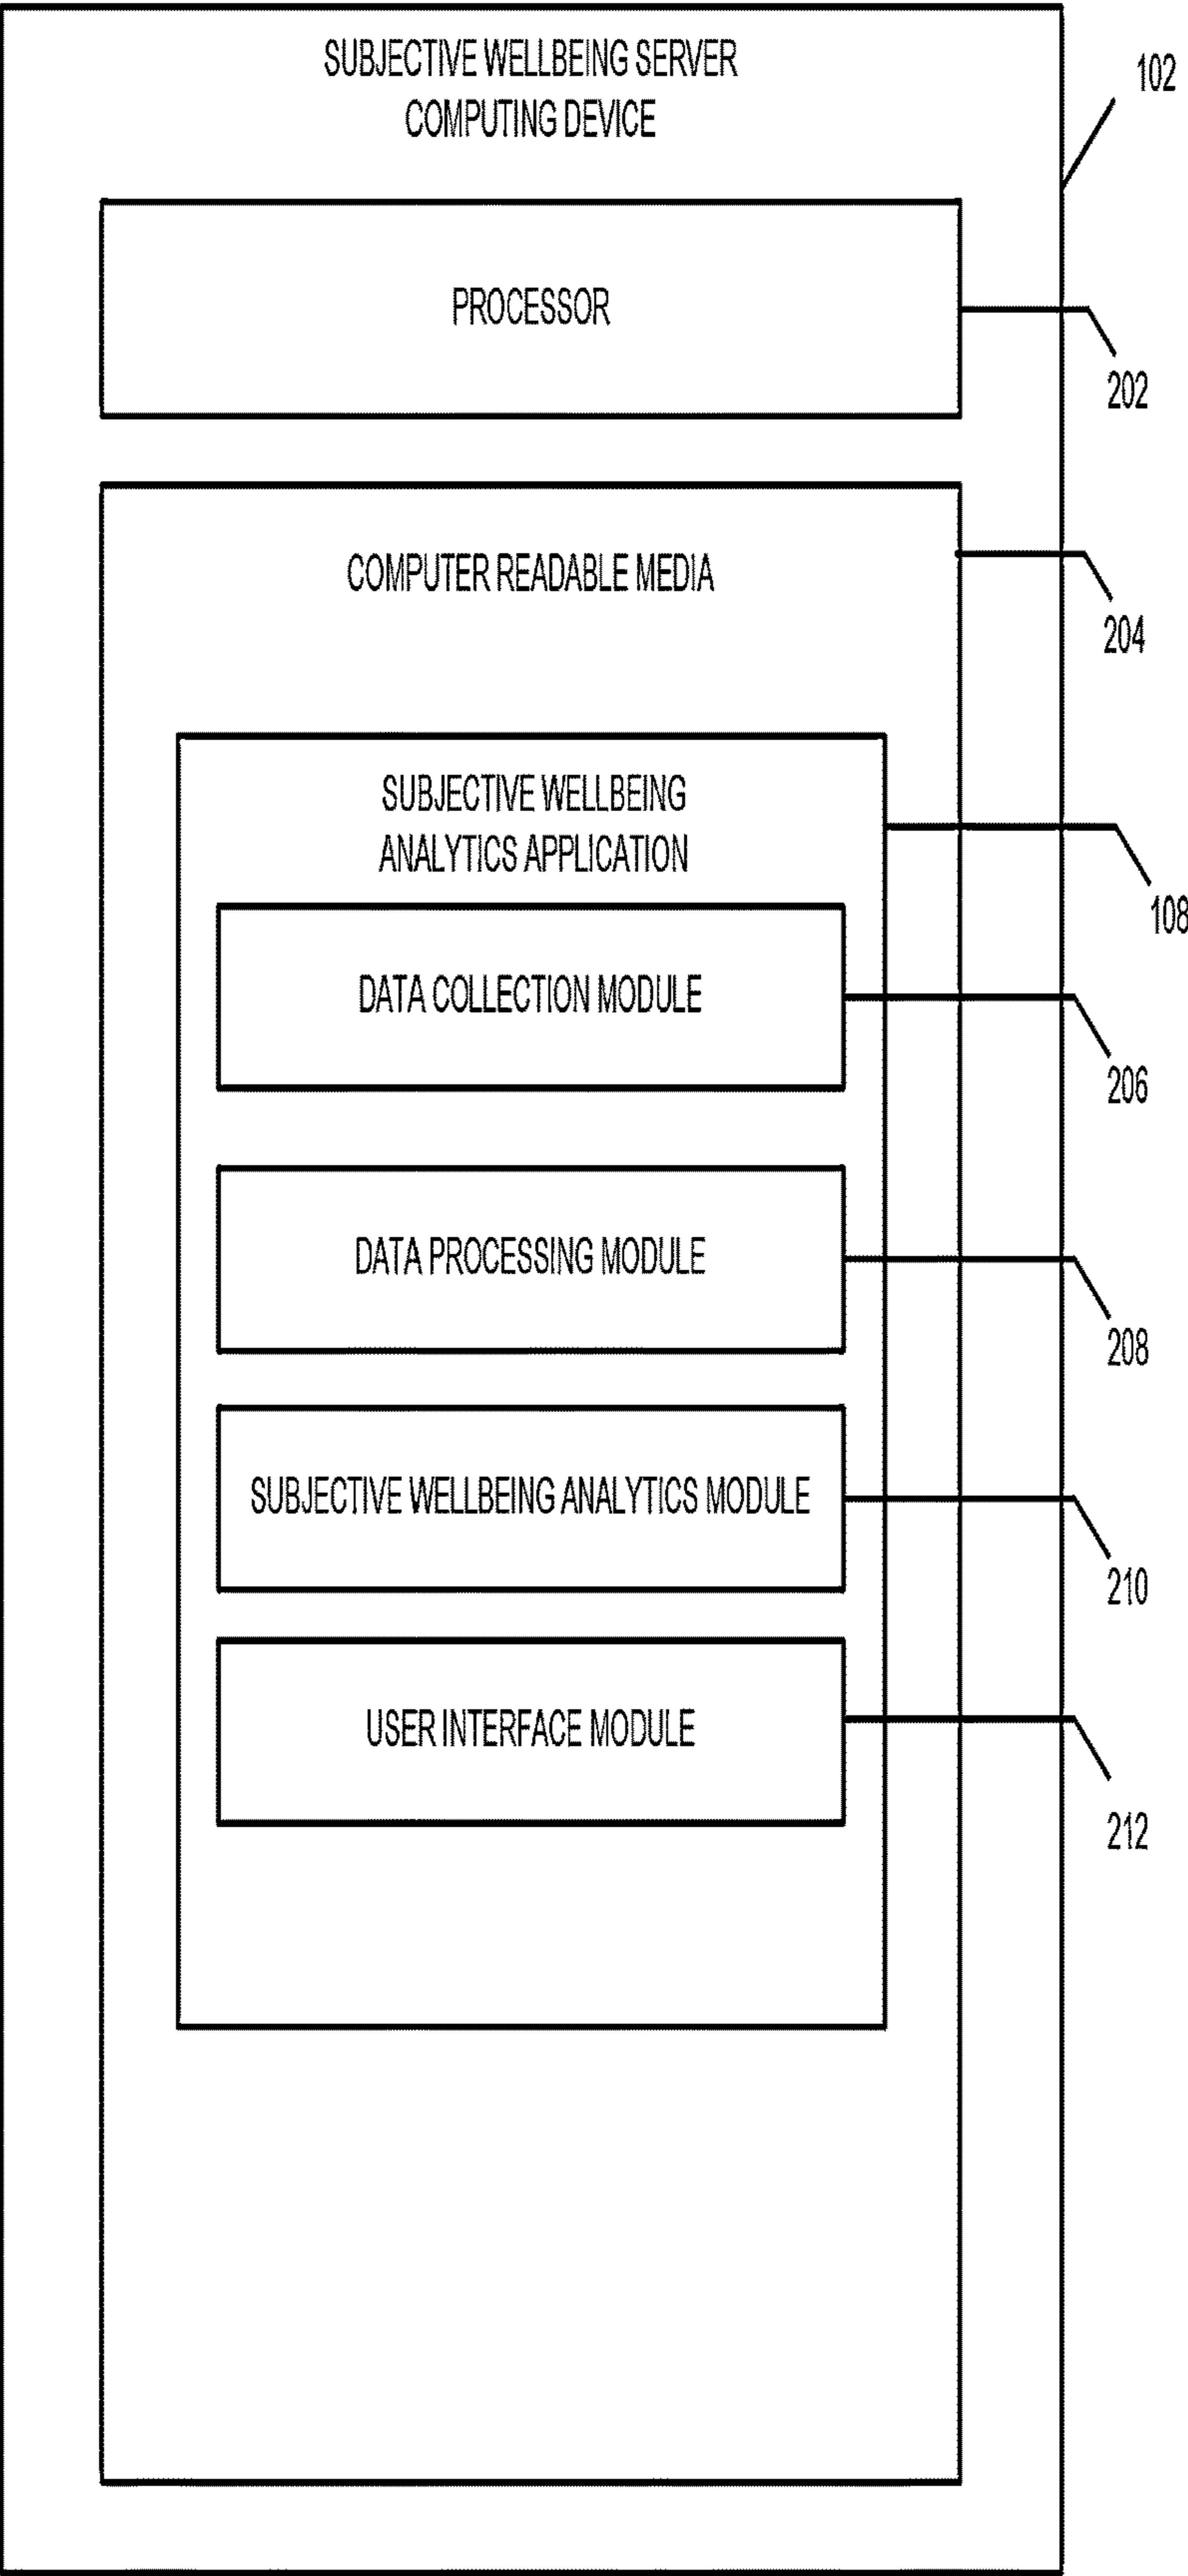 SUBJECTIVE WELLBEING SERVER
COMPUTING DEVICE
102
PROCESSOR
202
COMPUTER READABLE MEDIA
204
SUBJECTIVE WELLBEING
ANALYTICS APPLICATION
108
DATA COLLECTION MODULE
206
DATA PROCESSING MODULE
208
SUBJECTIVE WELLBEING ANALYTICS MODULE
210
USER INTERFACE MODULE
212